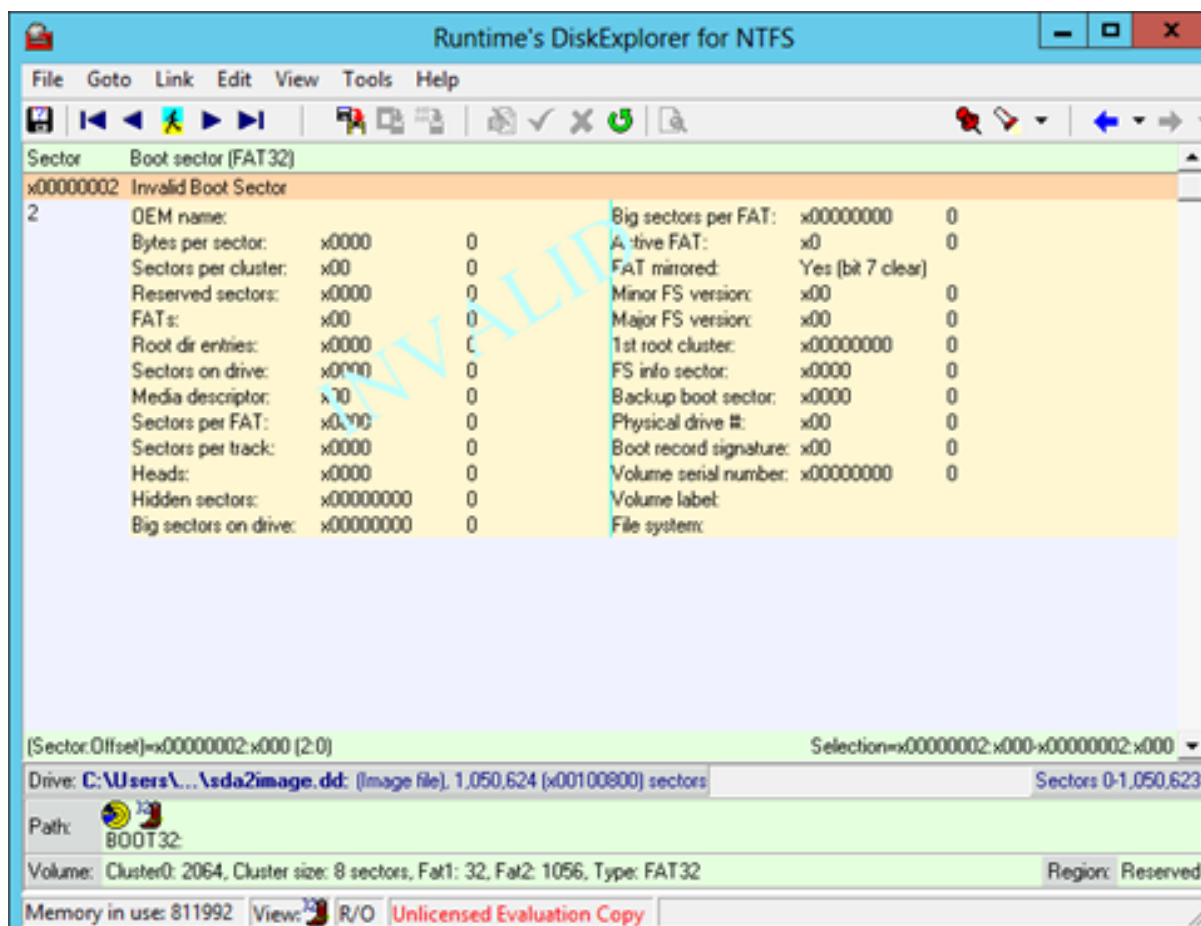 Runtime's DiskExplorer for NTFS
File Goto Link Edit View Tools Help
Sector Boot sector (FAT32)
x00000002 Invalid Boot Sector
2 OEM name: Big sectors per FAT: x00000000 0
Bytes per sector: x0000 0 Active FAT: x0 0
Sectors per cluster: x00 0 FAT mirrored: Yes (bit 7 clear)
Reserved sectors: x0000 0 Minor FS version: x00 0
FATs: x00 0 Major FS version: x00 0
Root dir entries: x0000 0 1st root cluster: x00000000 0
Sectors on drive: x0000 0 FS info sector: x0000 0
Media descriptor: x00 0 Backup boot sector: x0000 0
Sectors per FAT: x0000 0 Physical drive #: x00 0
Sectors per track: x0000 0 Boot record signature: x00 0
Heads: x0000 0 Volume serial number: x00000000 0
Hidden sectors: x00000000 0 Volume label:
Big sectors on drive: x00000000 0 File system:
INVALID
(Sector:Offset)=x00000002:x000 (2:0) Selection=x00000002:x000-x00000002:x000
Drive: C:\Users\...\sda2image.dd: (Image file), 1,050,624 (x00100800) sectors Sectors 0-1,050,623
Path: BOOT32:
Volume: Cluster0: 2064, Cluster size: 8 sectors, Fat1: 32, Fat2: 1056, Type: FAT32 Region: Reserved
Memory in use: 811992 View: R/O Unlicensed Evaluation Copy